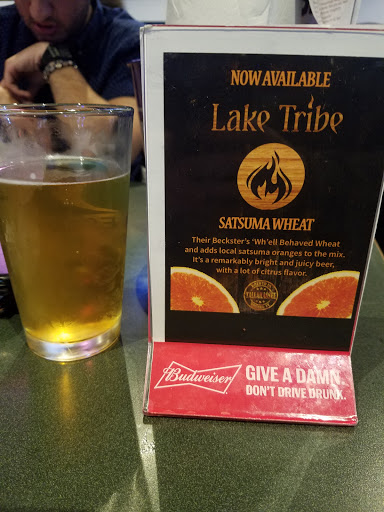 NOW AVAILABLE
Lake Tribe
SATSUMA WHEAT
Their Beckster's 'Wh'ell Behaved Wheat
and adds local satsuma oranges to the mix.
It's a remarkably bright and juicy beer,
with a lot of citrus flavor.
TALLAHASSEE
Budweiser
GIVE A DAMN.
DON'T DRIVE DRUNK.